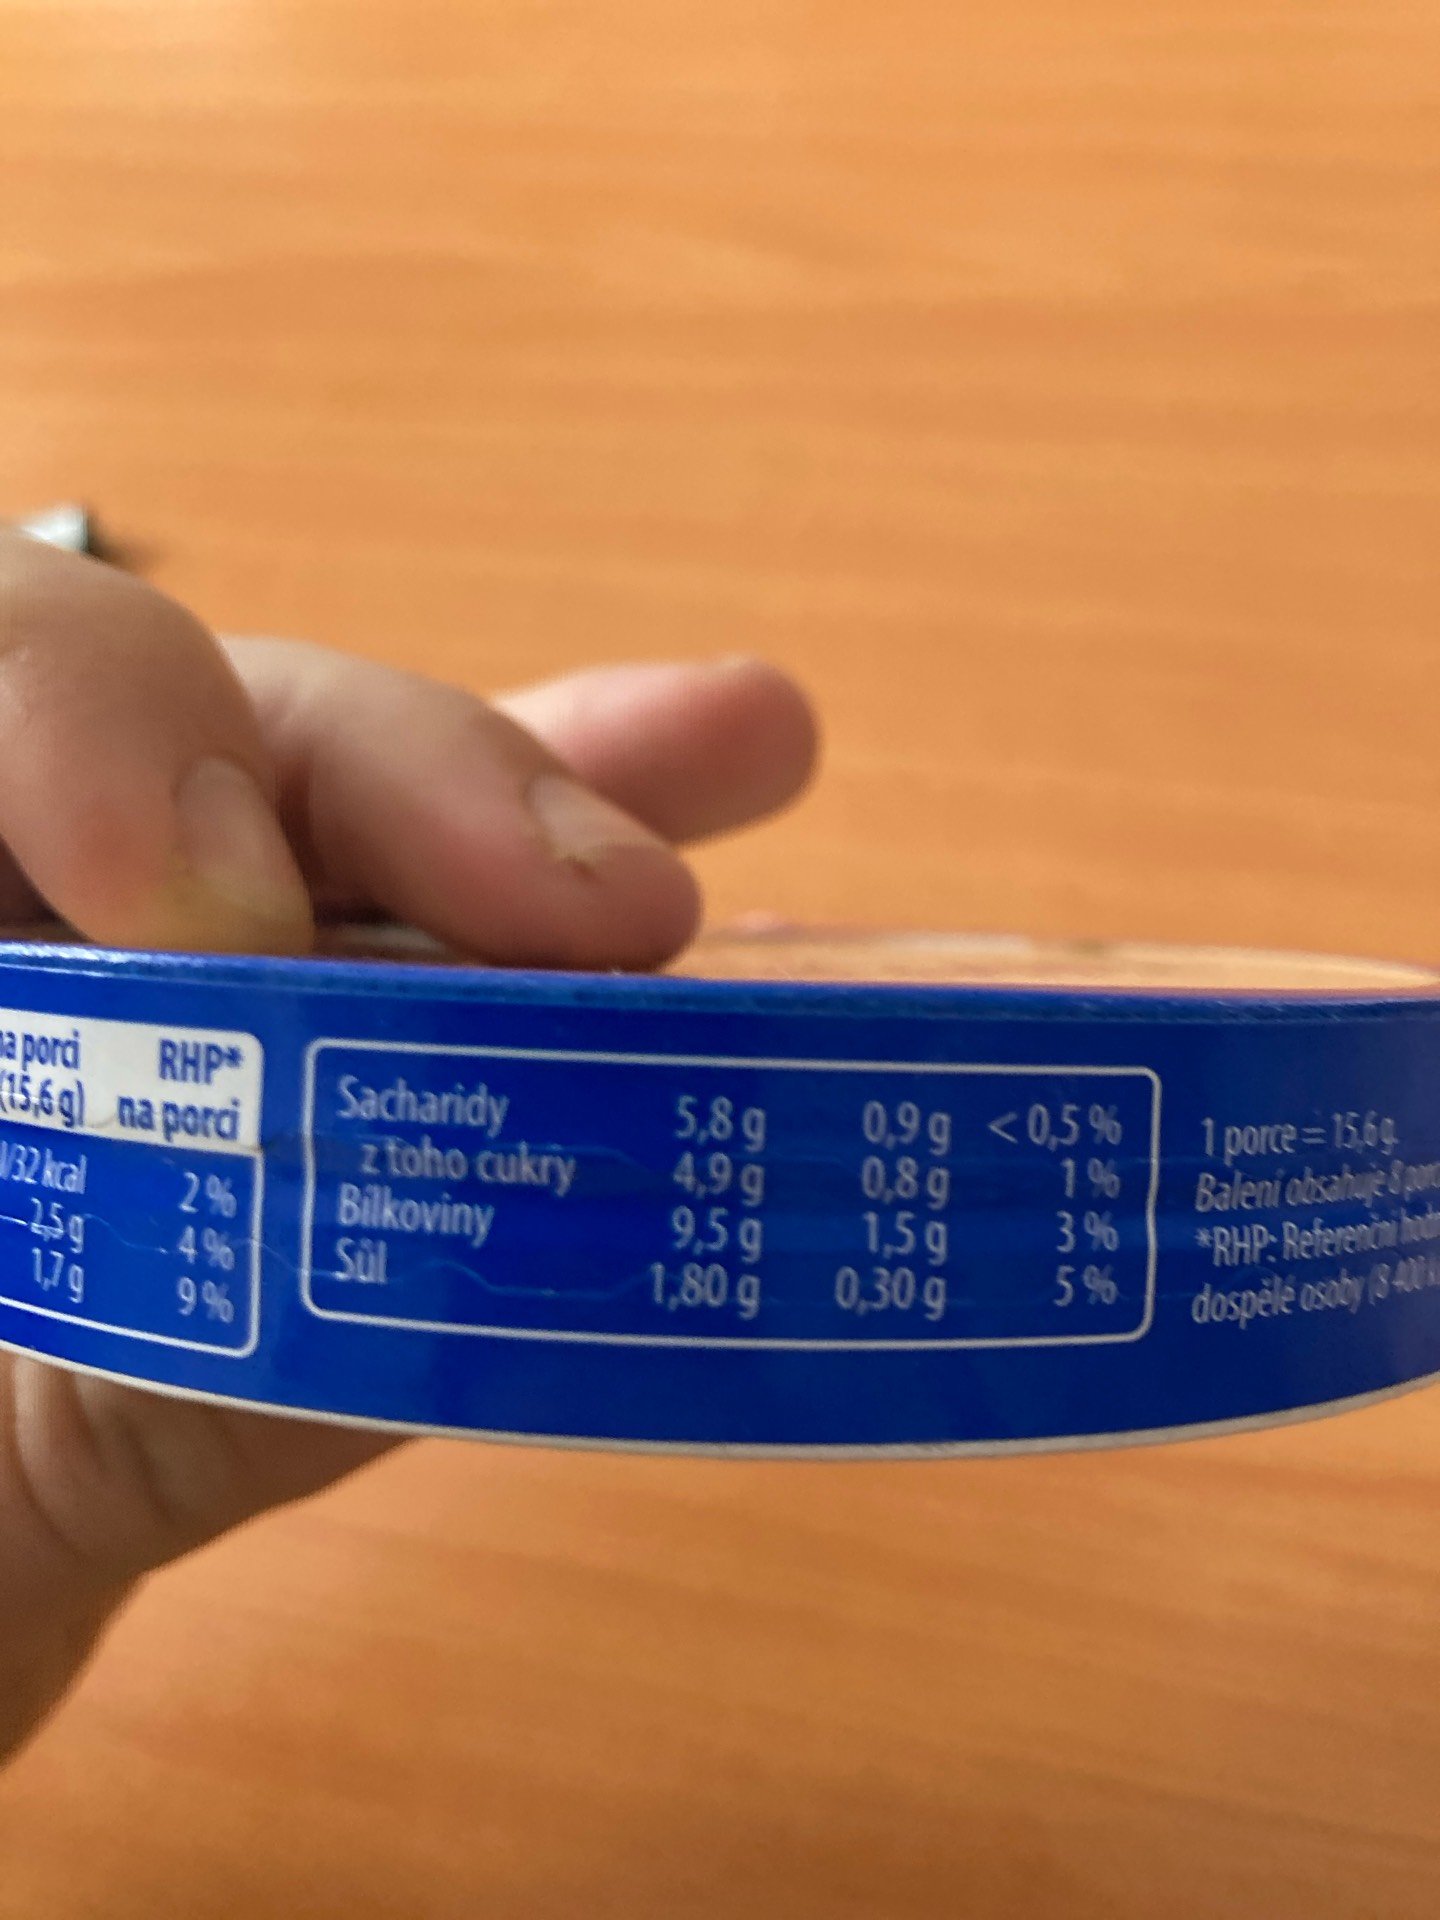 na porci RHP*
(15,6 g) na porci
/32 kcal 2 %
2,5 g 4 %
1,7 g 9 %
Sacharidy 5,8 g 0,9 g < 0,5 %
z toho cukry 4,9 g 0,8 g 1 %
Bílkoviny 9,5 g 1,5 g 3 %
Sůl 1,80 g 0,30 g 5 %
1 porce = 15,6 g.
Balení obsahuje 8
*RHP: Referenční
dospělé osoby (8 400